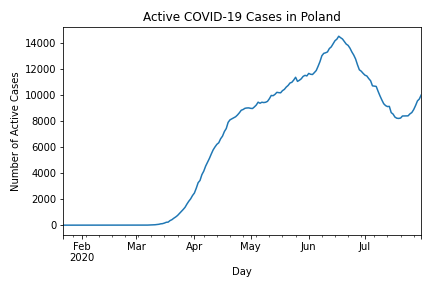 Active COVID-19 Cases in Poland
14000
12000
10000
8000
6000
4000
2000
0
Number of Active Cases
Feb Mar Apr May Jun Jul
2020
Day